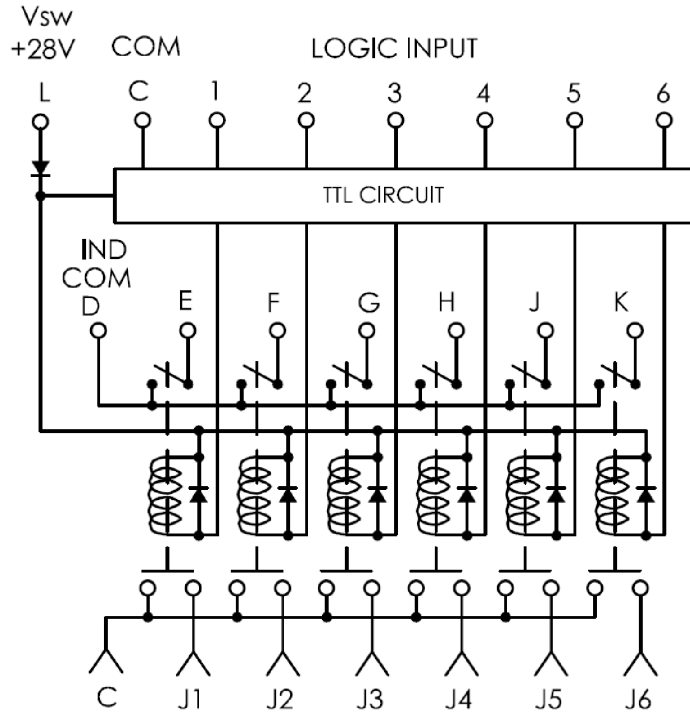 Vsw
+28V COM LOGIC INPUT
L C 1 2 3 4 5 6
TTL CIRCUIT
IND
COM
D E F G H J K
C J1 J2 J3 J4 J5 J6